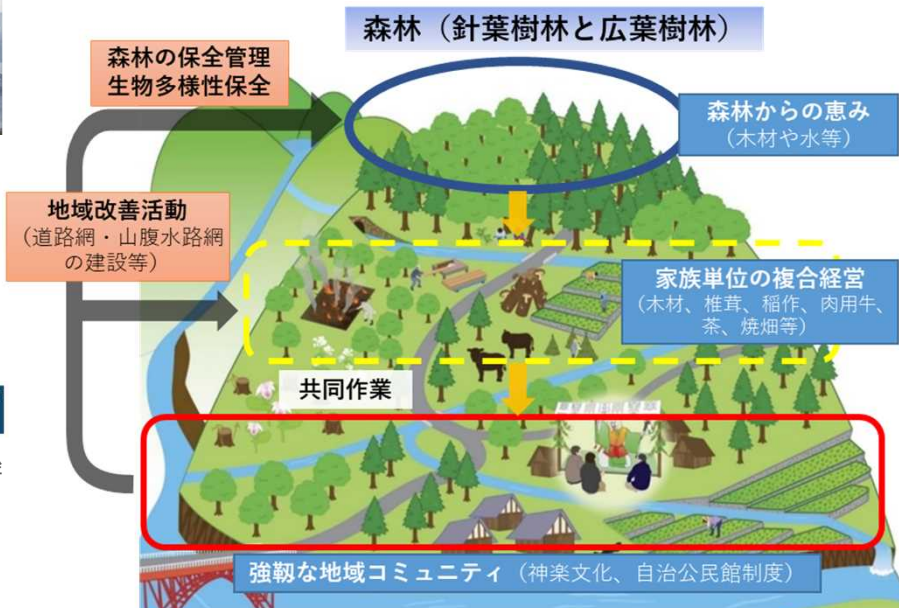 森林（針葉樹林と広葉樹林）
森林の保全管理
生物多様性保全
森林からの恵み
（木材や水等）
地域改善活動
（道路網・山腹水路網
の建設等）
家族単位の複合経営
（木材、椎茸、稲作、肉用牛、
茶、焼畑等）
共同作業
強靭な地域コミュニティ（神楽文化、自治公民館制度）